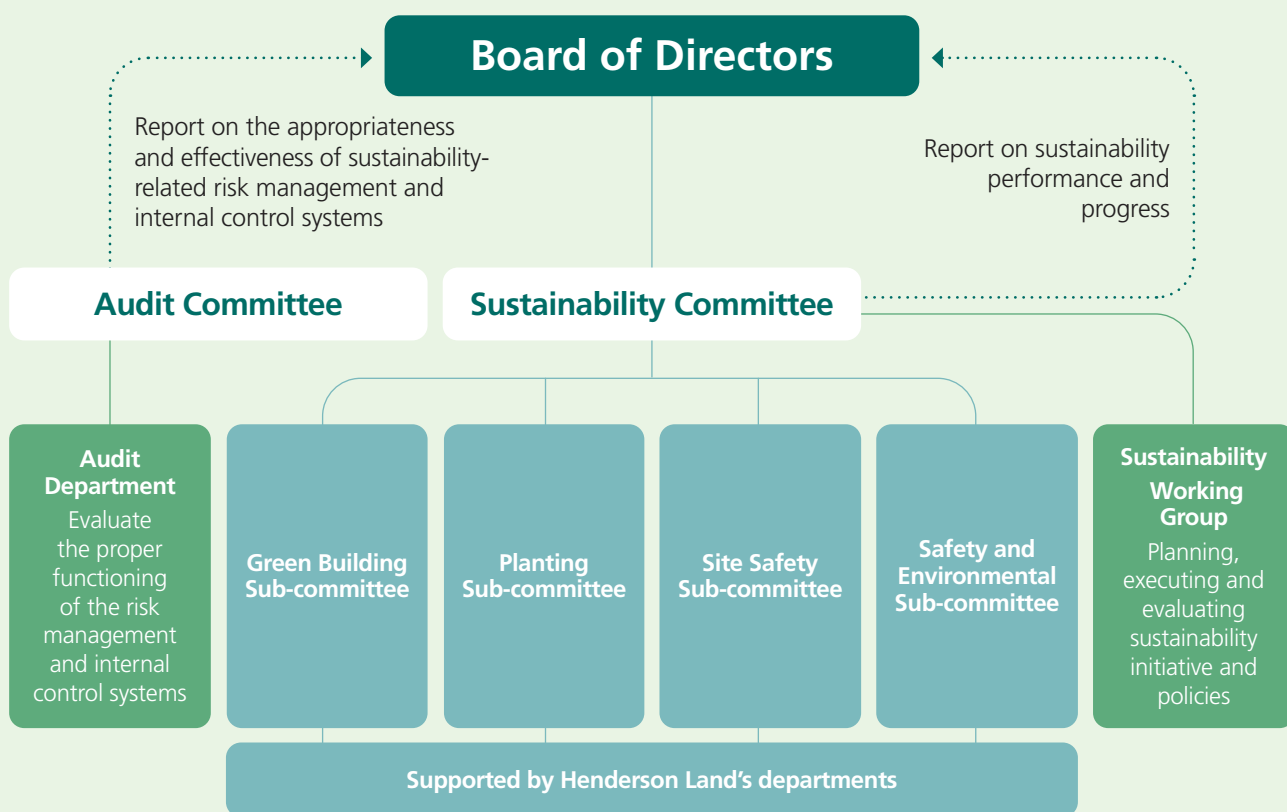 Board of Directors
Report on the appropriateness
and effectiveness of sustainability-
related risk management and
internal control systems
Report on sustainability
performance and
progress
Audit Committee
Sustainability Committee
Audit
Department
Evaluate
the proper
functioning
of the risk
management
and internal
control systems
Green Building
Sub-committee
Planting
Sub-committee
Site Safety
Sub-committee
Safety and
Environmental
Sub-committee
Sustainability
Working
Group
Planning,
executing and
evaluating
sustainability
initiative and
policies
Supported by Henderson Land's departments